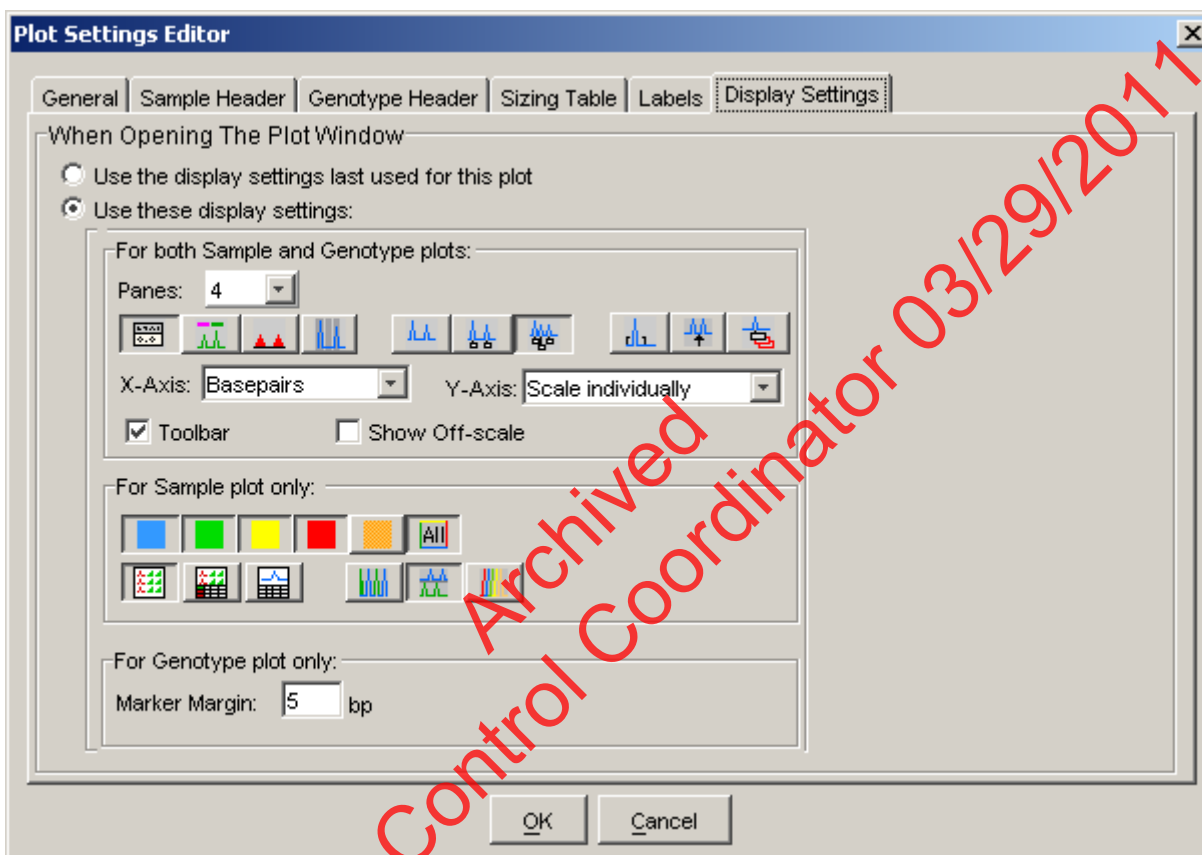 Plot Settings Editor
General Sample Header Genotype Header Sizing Table Labels Display Settings
When Opening The Plot Window
Use the display settings last used for this plot
Use these display settings:
For both Sample and Genotype plots:
Panes: 4
X-Axis: Basepairs Y-Axis: Scale individually
Toolbar Show Off-scale
For Sample plot only:
All
For Genotype plot only:
Marker Margin: 5 bp
OK Cancel
Archived
Control Coordinator 03/29/2011